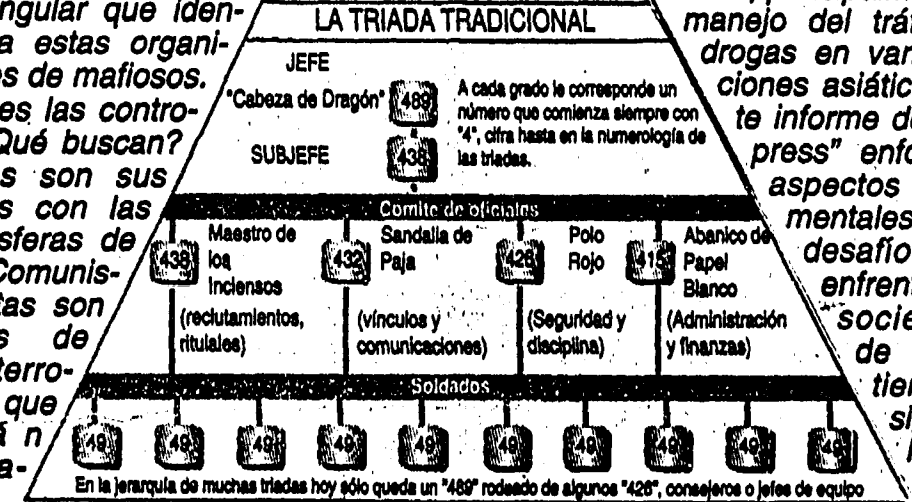 ngular que iden-
a estas organi-
es de mafiosos.
es las contro-
Qué buscan?
s son sus
s con las
sferas de
Comunis-
tas son
s de
terro-
que
á n
a-
LA TRIADA TRADICIONAL
JEFE
"Cabeza de Dragón" 489
SUBJEFE 438
A cada grado le corresponde un
número que comienza siempre con
"4", cifra hasta en la numerología de
las triadas.
Comite de oficiales
438 Maestro de
los
Inciensos
(reclutamientos,
rituales)
432 Sandalia de
Paja
(vínculos y
comunicaciones)
426 Polo
Rojo
(Seguridad y
disciplina)
415 Abanico de
Papel
Blanco
(Administración
y finanzas)
Soldados
49 49 49 49 49 49 49 49 49 49
En la jerarquía de muchas triadas hoy sólo queda un "489" rodeado de algunos "426", consejeros o jefes de equipo
manejo del trá
drogas en var
ciones asiátic
te informe d
press" enfo
aspectos
mentales
desafío
enfren
socie
de
tien